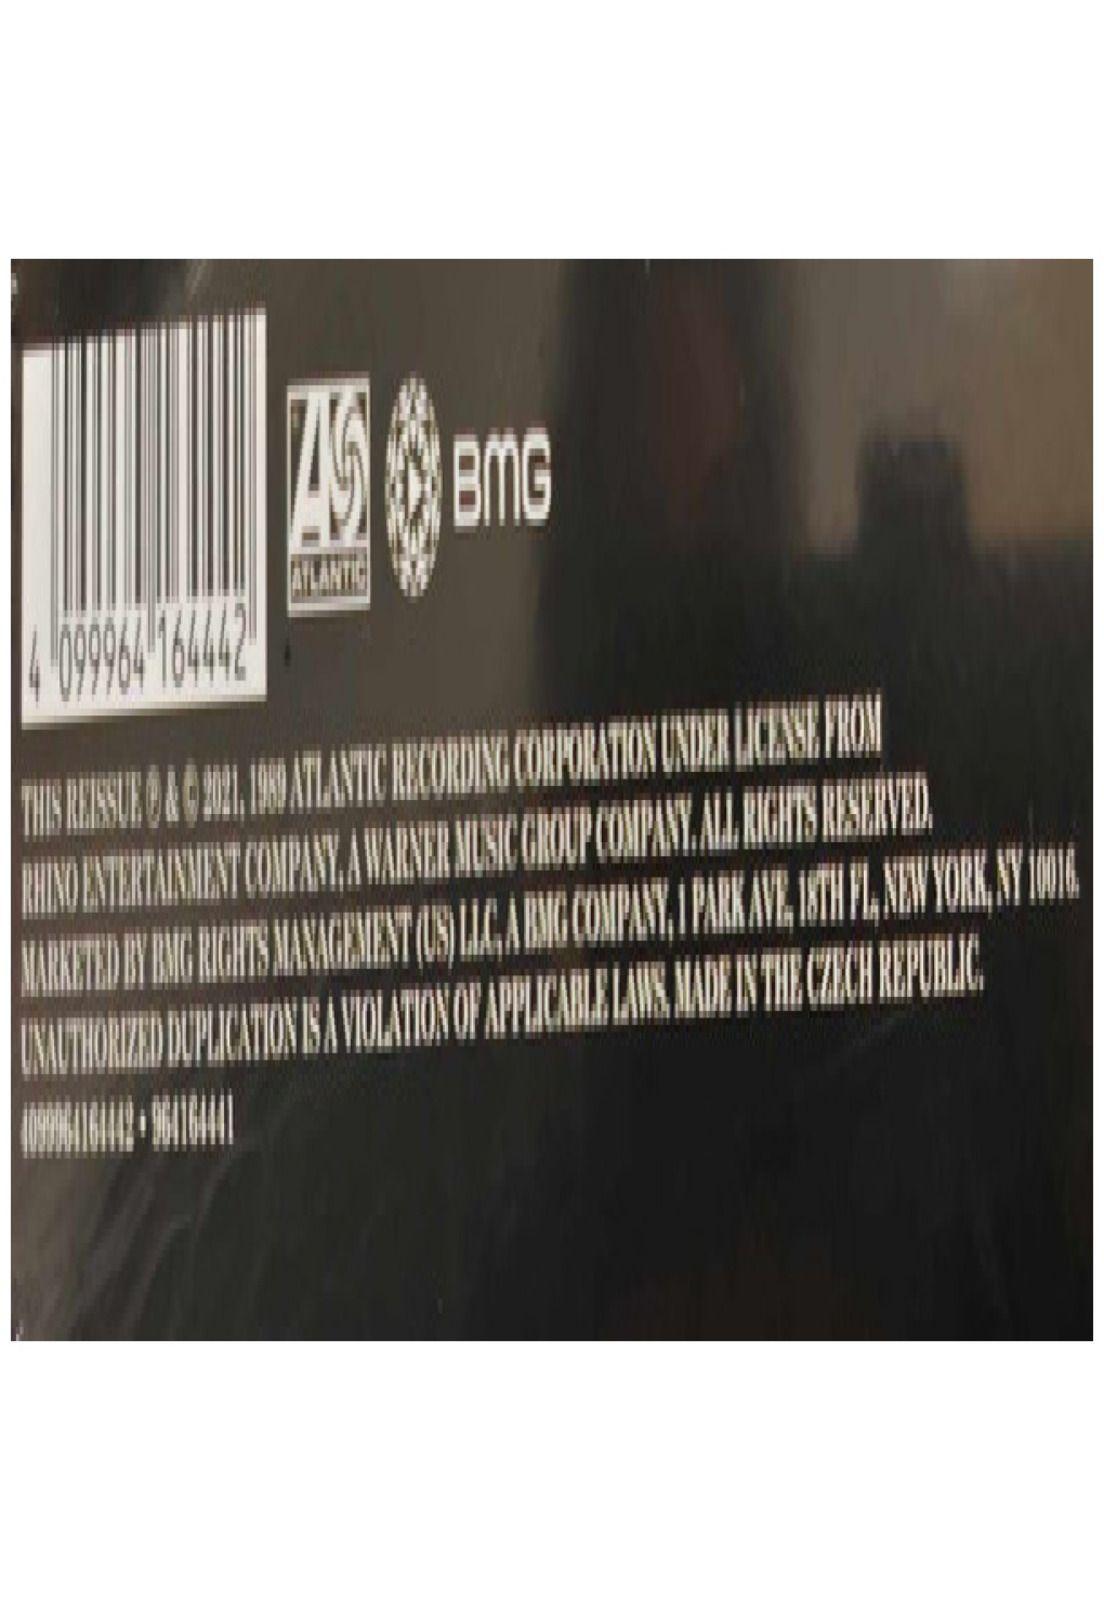 4 099964 164442
ATLANTIC
BMG
THIS REISSUE ℗ & © 2021, 1989 ATLANTIC RECORDING CORPORATION UNDER LICENSE FROM
RHINO ENTERTAINMENT COMPANY, A WARNER MUSIC GROUP COMPANY. ALL RIGHTS RESERVED.
MARKETED BY BMG RIGHTS MANAGEMENT (US) LLC, A BMG COMPANY, 1 PARK AVE, 18TH FL, NEW YORK, NY 10016.
UNAUTHORIZED DUPLICATION IS A VIOLATION OF APPLICABLE LAWS. MADE IN THE CZECH REPUBLIC.
4099964164442 • 964164441